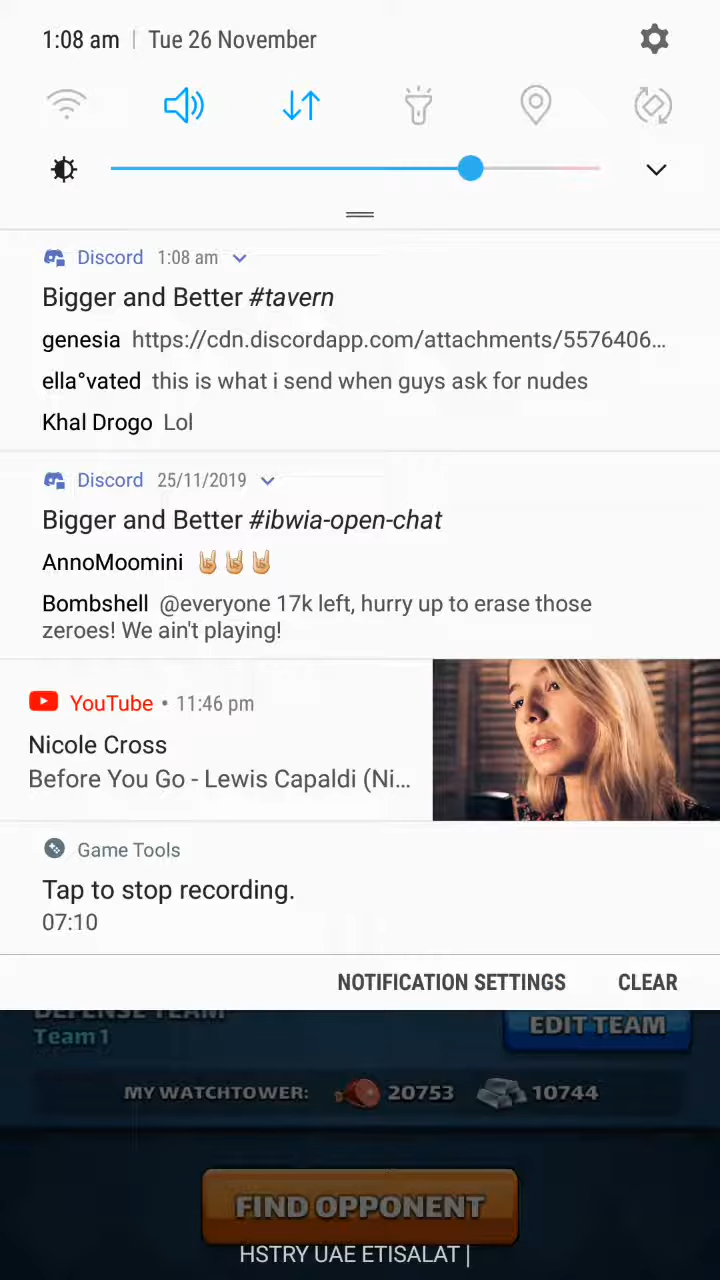 1:08 am | Tue 26 November
Discord 1:08 am
Bigger and Better #tavern
genesia https://cdn.discordapp.com/attachments/5576406...
ella°vated this is what i send when guys ask for nudes
Khal Drogo Lol
Discord 25/11/2019
Bigger and Better #ibwia-open-chat
AnnoMoomini 🤘🏼🤘🏼🤘🏼
Bombshell @everyone 17k left, hurry up to erase those
zeroes! We ain't playing!
YouTube • 11:46 pm
Nicole Cross
Before You Go - Lewis Capaldi (Ni...
Game Tools
Tap to stop recording.
07:10
NOTIFICATION SETTINGS CLEAR
DEFENSE TEAM
Team 1
EDIT TEAM
MY WATCHTOWER: 20753 10744
FIND OPPONENT
HSTRY UAE ETISALAT |